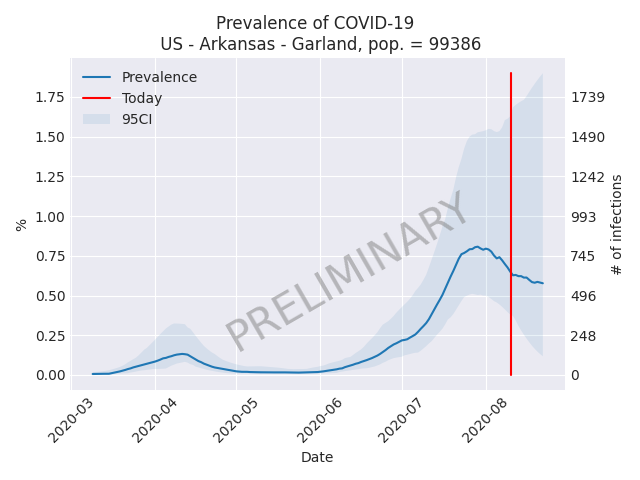 Prevalence of COVID-19
US - Arkansas - Garland, pop. = 99386
Prevalence
Today
95CI
1.75
1.50
1.25
1.00
0.75
0.50
0.25
0.00
%
1739
1490
1242
993
745
496
248
0
# of infections
PRELIMINARY
2020-03
2020-04
2020-05
2020-06
2020-07
2020-08
Date